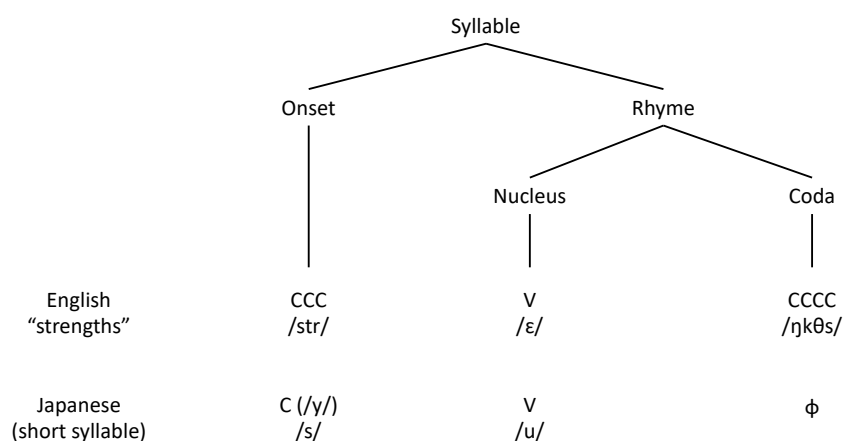 Syllable
Onset Rhyme
Nucleus Coda
English CCC V CCCC
“strengths” /str/ /ɛ/ /ŋkθs/
Japanese C (/y/) V ϕ
(short syllable) /s/ /u/